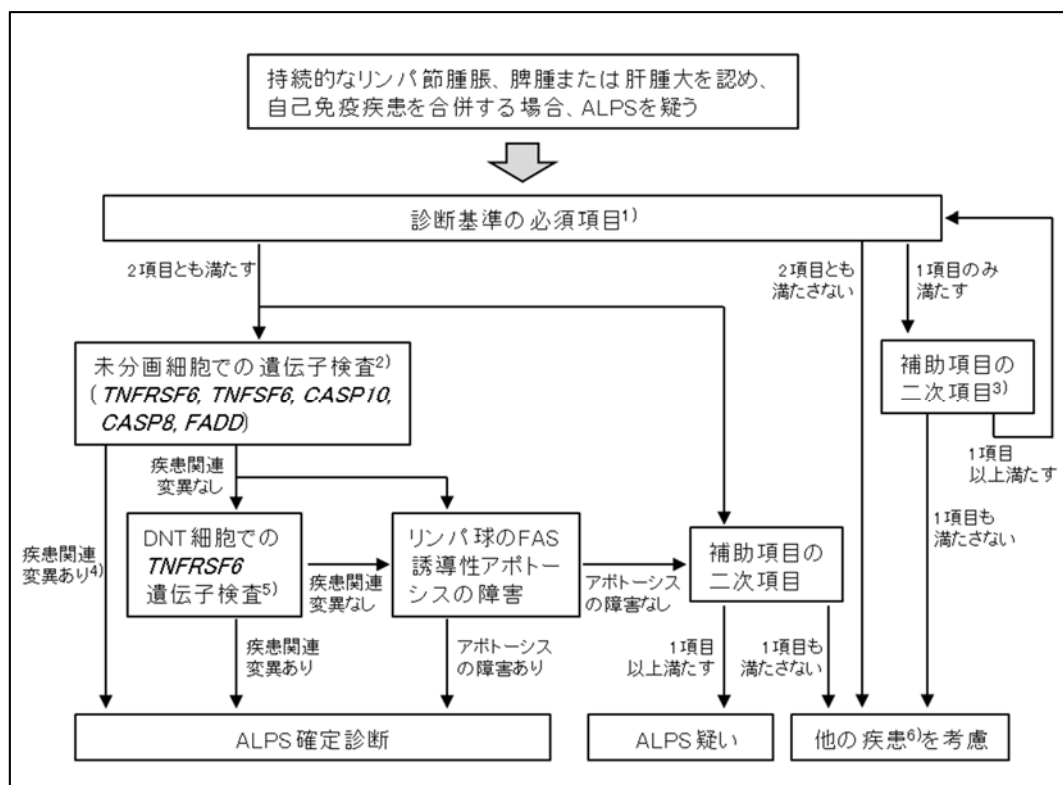 持続的なリンパ節腫脹、脾腫または肝腫大を認め、
自己免疫疾患を合併する場合、ALPSを疑う
診断基準の必須項目1)
2項目とも満たす
2項目とも
満たさない
1項目のみ
満たす
未分画細胞での遺伝子検査2)
(TNFRSF6, TNFSF6, CASP10,
CASP8, FADD)
補助項目の
二次項目3)
1項目
以上満たす
疾患関連
変異なし
1項目も
満たさない
疾患関連
変異あり4)
DNT細胞での
TNFRSF6
遺伝子検査5)
疾患関連
変異なし
リンパ球のFAS
誘導性アポトー
シスの障害
アポトーシス
の障害なし
補助項目の
二次項目
疾患関連
変異あり
アポトーシス
の障害あり
1項目
以上満たす
1項目も
満たさない
ALPS確定診断
ALPS疑い
他の疾患6)を考慮